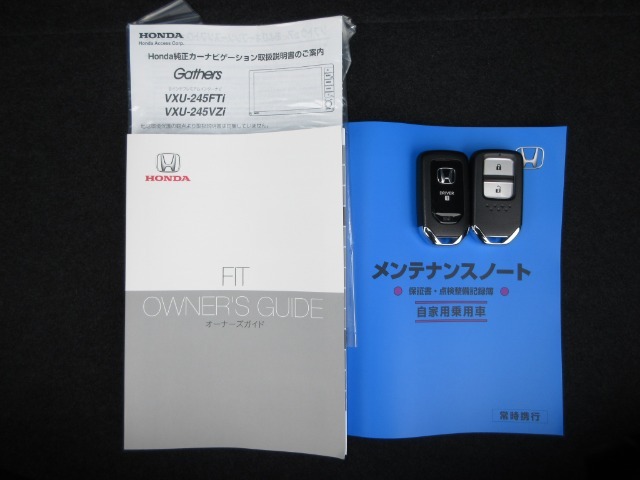 HONDA
Honda Access Corp.
Honda純正カーナビゲーション取扱説明書のご案内
Gathers
VXU-245FTi
VXU-245VZi
HONDA
FIT
OWNER'S GUIDE
オーナーズガイド
DRIVER 1
メンテナンスノート
保証書・点検整備記録簿
自家用乗用車
常時携行